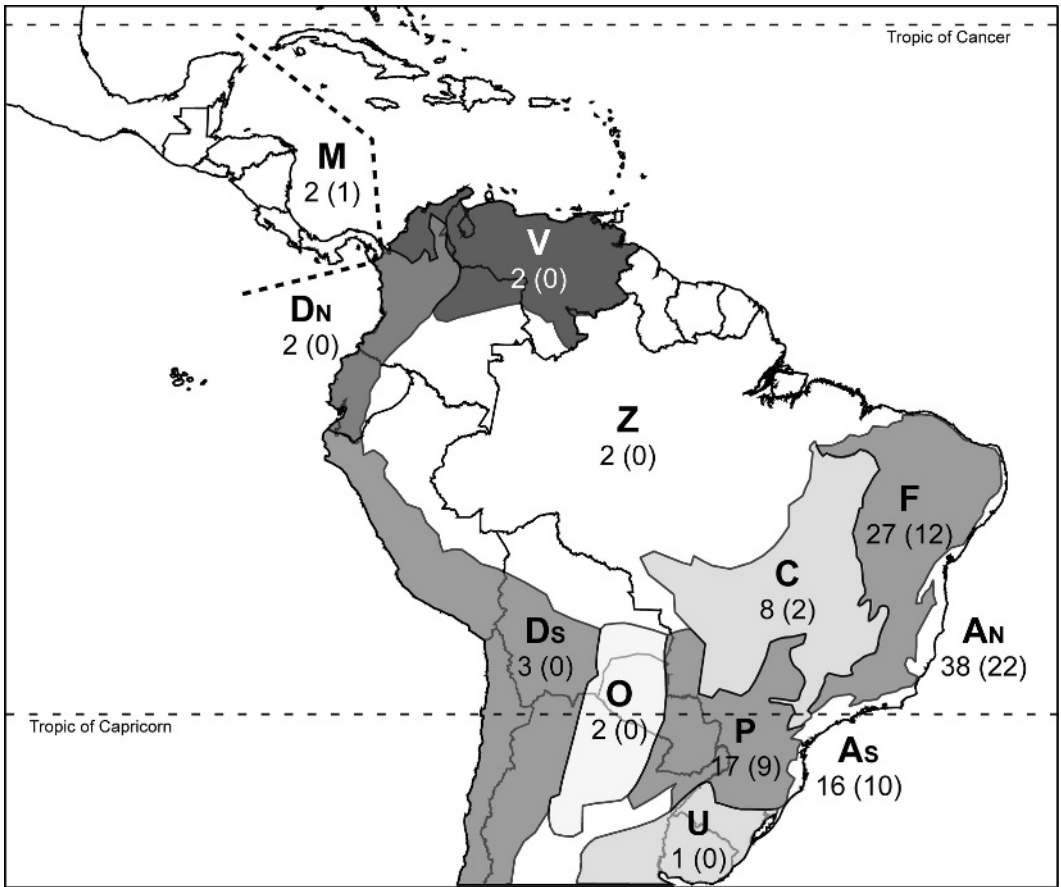 Tropic of Cancer
M
2 (1)
V
2 (0)
DN
2 (0)
Z
2 (0)
F
27 (12)
C
8 (2)
AN
38 (22)
DS
3 (0)
O
2 (0)
Tropic of Capricorn
P
17 (9)
AS
16 (10)
U
1 (0)